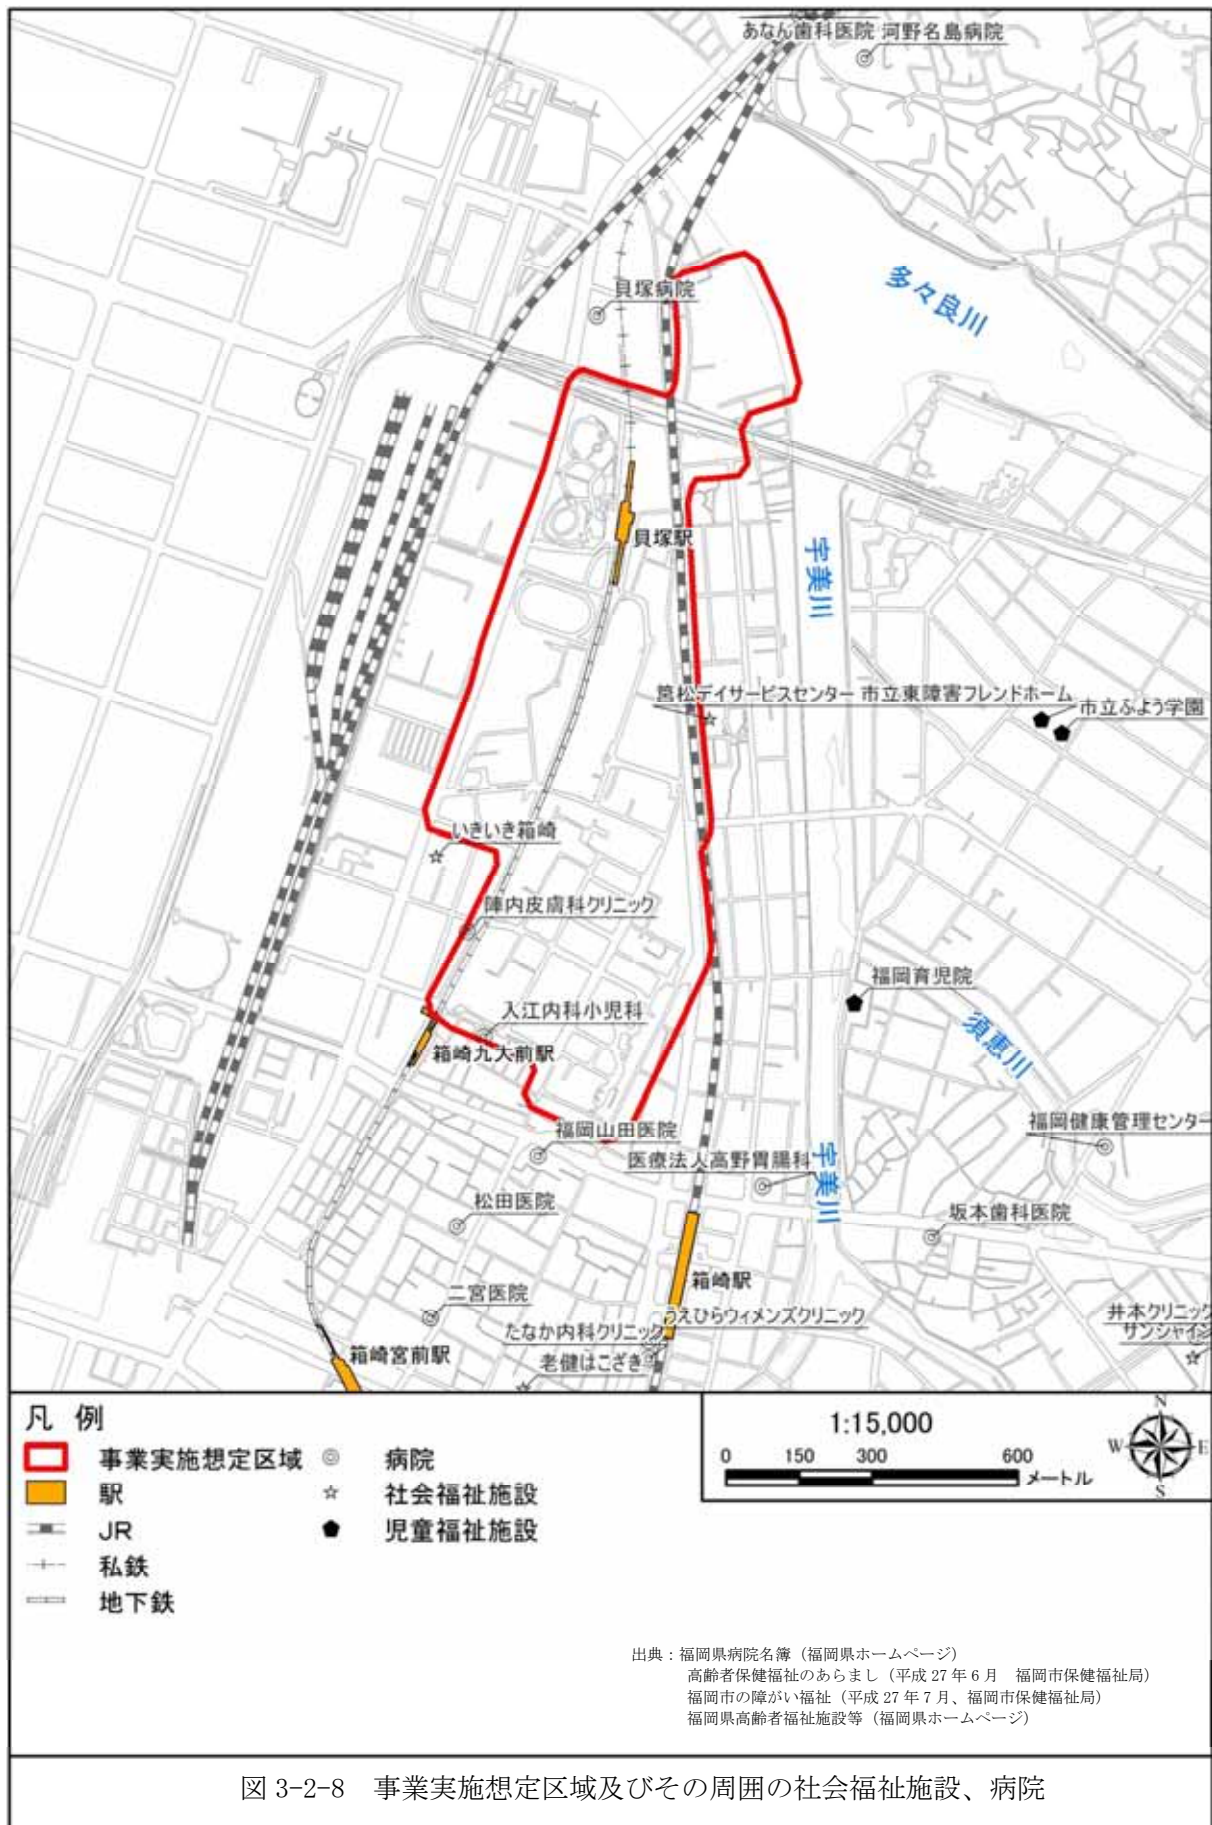 あなん歯科医院 河野名島病院
多々良川
貝塚病院
貝塚駅
宇美川
筥松デイサービスセンター 市立東障害フレンドホーム
市立ふよう学園
いきいき箱崎
陣内皮膚科クリニック
福岡育児院
入江内科小児科
須恵川
箱崎九大前駅
福岡山田医院
福岡健康管理センター
医療法人高野胃腸科
宇美川
松田医院
坂本歯科医院
箱崎駅
二宮医院
うえひらウィメンズクリニック
井本クリニック
たなか内科クリニック
サンシャイン
箱崎宮前駅
老健はこざき
凡 例
事業実施想定区域
病院
駅
社会福祉施設
JR
児童福祉施設
私鉄
地下鉄
1:15,000
0 150 300 600
メートル
N
W E
S
出典：福岡県病院名簿（福岡県ホームページ）
高齢者保健福祉のあらまし（平成 27 年 6 月 福岡市保健福祉局）
福岡市の障がい福祉（平成 27 年 7 月、福岡市保健福祉局）
福岡県高齢者福祉施設等（福岡県ホームページ）
図 3-2-8 事業実施想定区域及びその周囲の社会福祉施設、病院